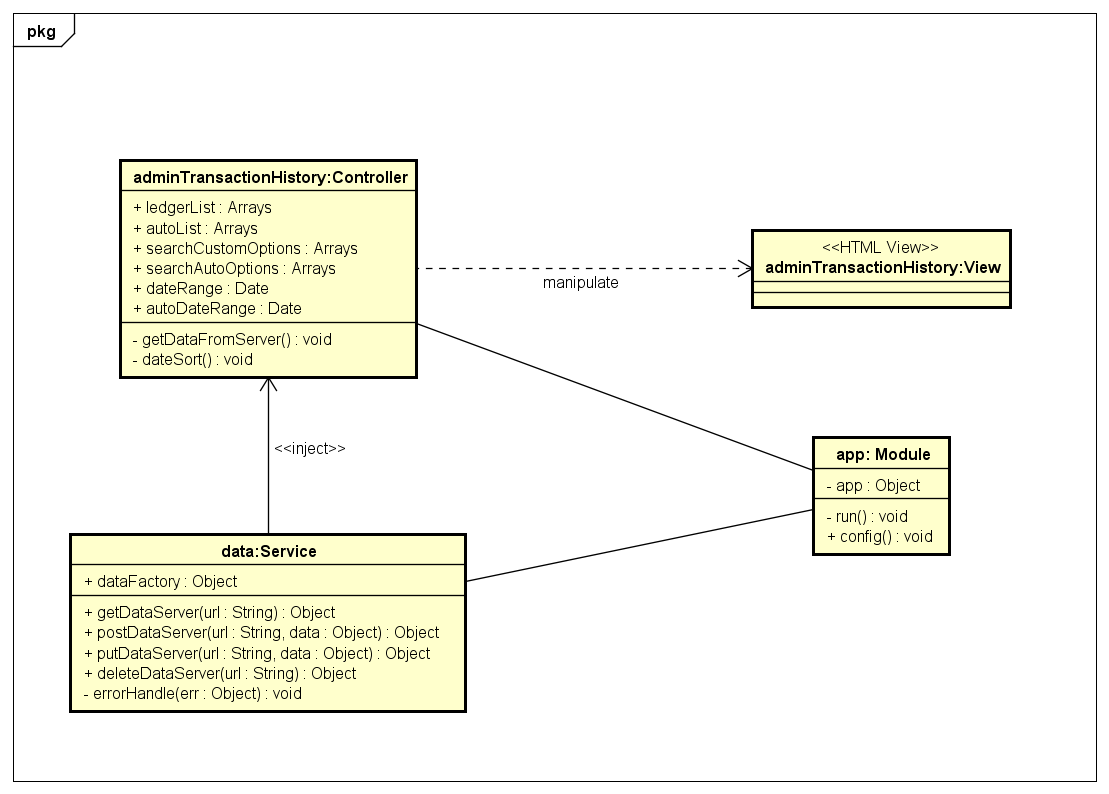 pkg
adminTransactionHistory:Controller
+ ledgerList : Arrays
+ autoList : Arrays
+ searchCustomOptions : Arrays
+ searchAutoOptions : Arrays
+ dateRange : Date
+ autoDateRange : Date
- getDataFromServer() : void
- dateSort() : void
manipulate
<<HTML View>>
adminTransactionHistory:View
<<inject>>
app: Module
- app : Object
- run() : void
+ config() : void
data:Service
+ dataFactory : Object
+ getDataServer(url : String) : Object
+ postDataServer(url : String, data : Object) : Object
+ putDataServer(url : String, data : Object) : Object
+ deleteDataServer(url : String) : Object
- errorHandle(err : Object) : void